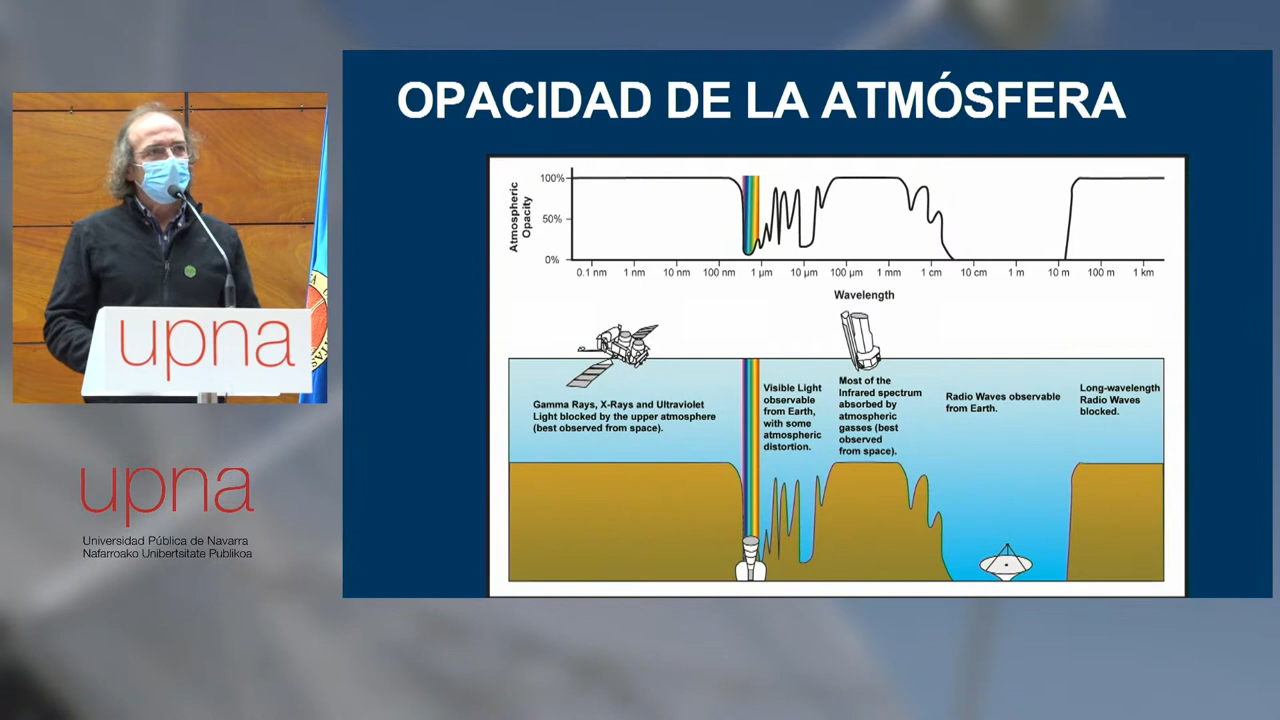 OPACIDAD DE LA ATMÓSFERA
Atmospheric
Opacity
100%
50%
0%
0.1 nm 1 nm 10 nm 100 nm 1 µm 10 µm 100 µm 1 mm 1 cm 10 cm 1 m 10 m 100 m 1 km
Wavelength
Gamma Rays, X-Rays and Ultraviolet
Light blocked by the upper atmosphere
(best observed from space).
Visible Light
observable
from Earth,
with some
atmospheric
distortion.
Most of the
Infrared spectrum
absorbed by
atmospheric
gasses (best
observed
from space).
Radio Waves observable
from Earth.
Long-wavelength
Radio Waves
blocked.
upna
upna
Universidad Pública de Navarra
Nafarroako Unibertsitate Publikoa